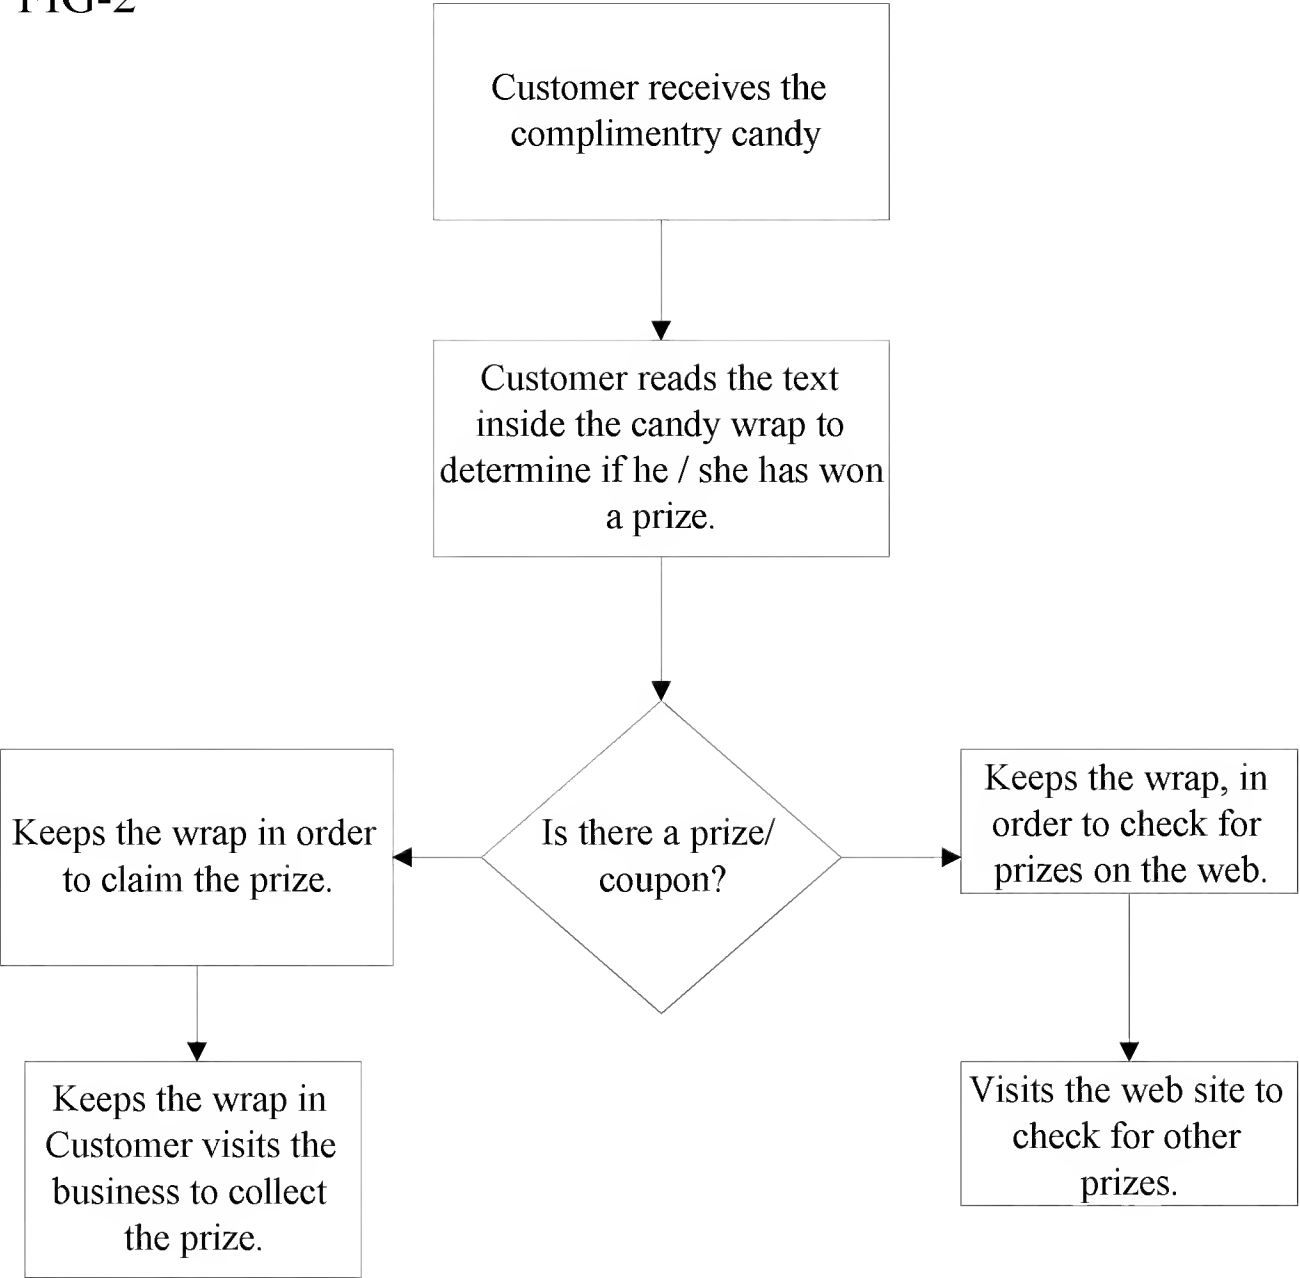 FIG-2
Customer receives the
complimentry candy
Customer reads the text
inside the candy wrap to
determine if he / she has won
a prize.
Is there a prize/
coupon?
Keeps the wrap in order
to claim the prize.
Keeps the wrap, in
order to check for
prizes on the web.
Keeps the wrap in
Customer visits the
business to collect
the prize.
Visits the web site to
check for other
prizes.